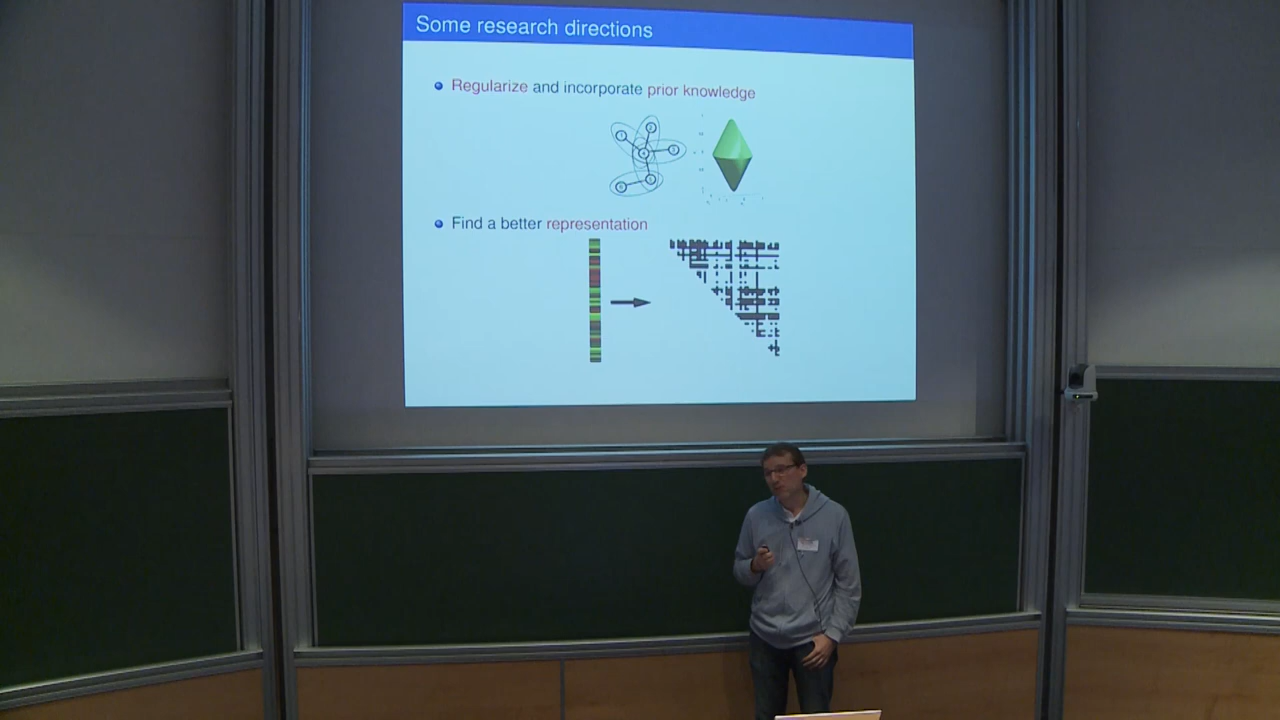 Some research directions
Regularize and incorporate prior knowledge
Find a better representation